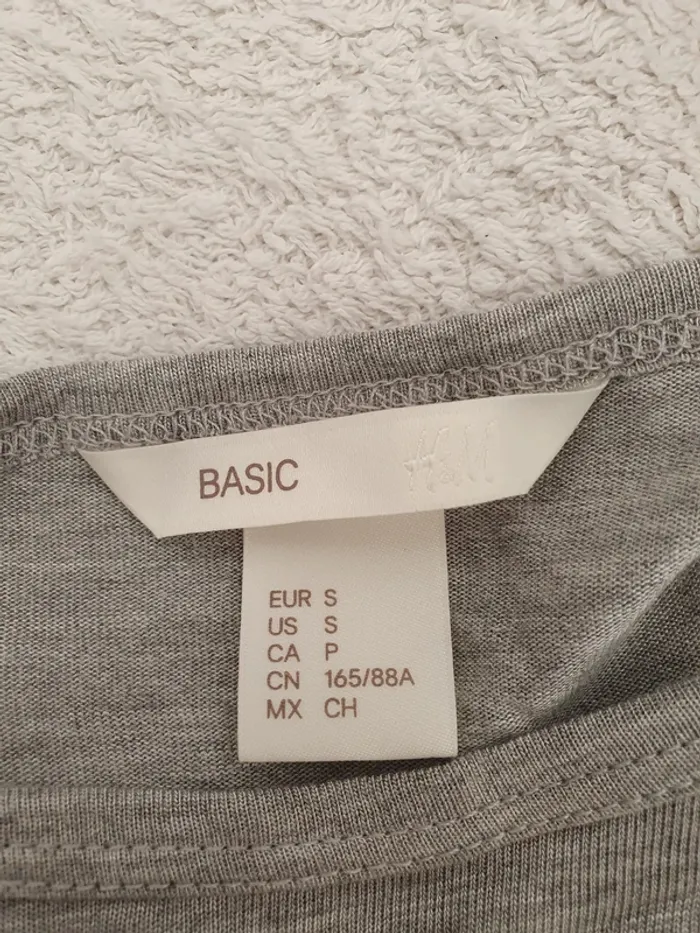 BASIC H&M
EUR S
US S
CA P
CN 165/88A
MX CH